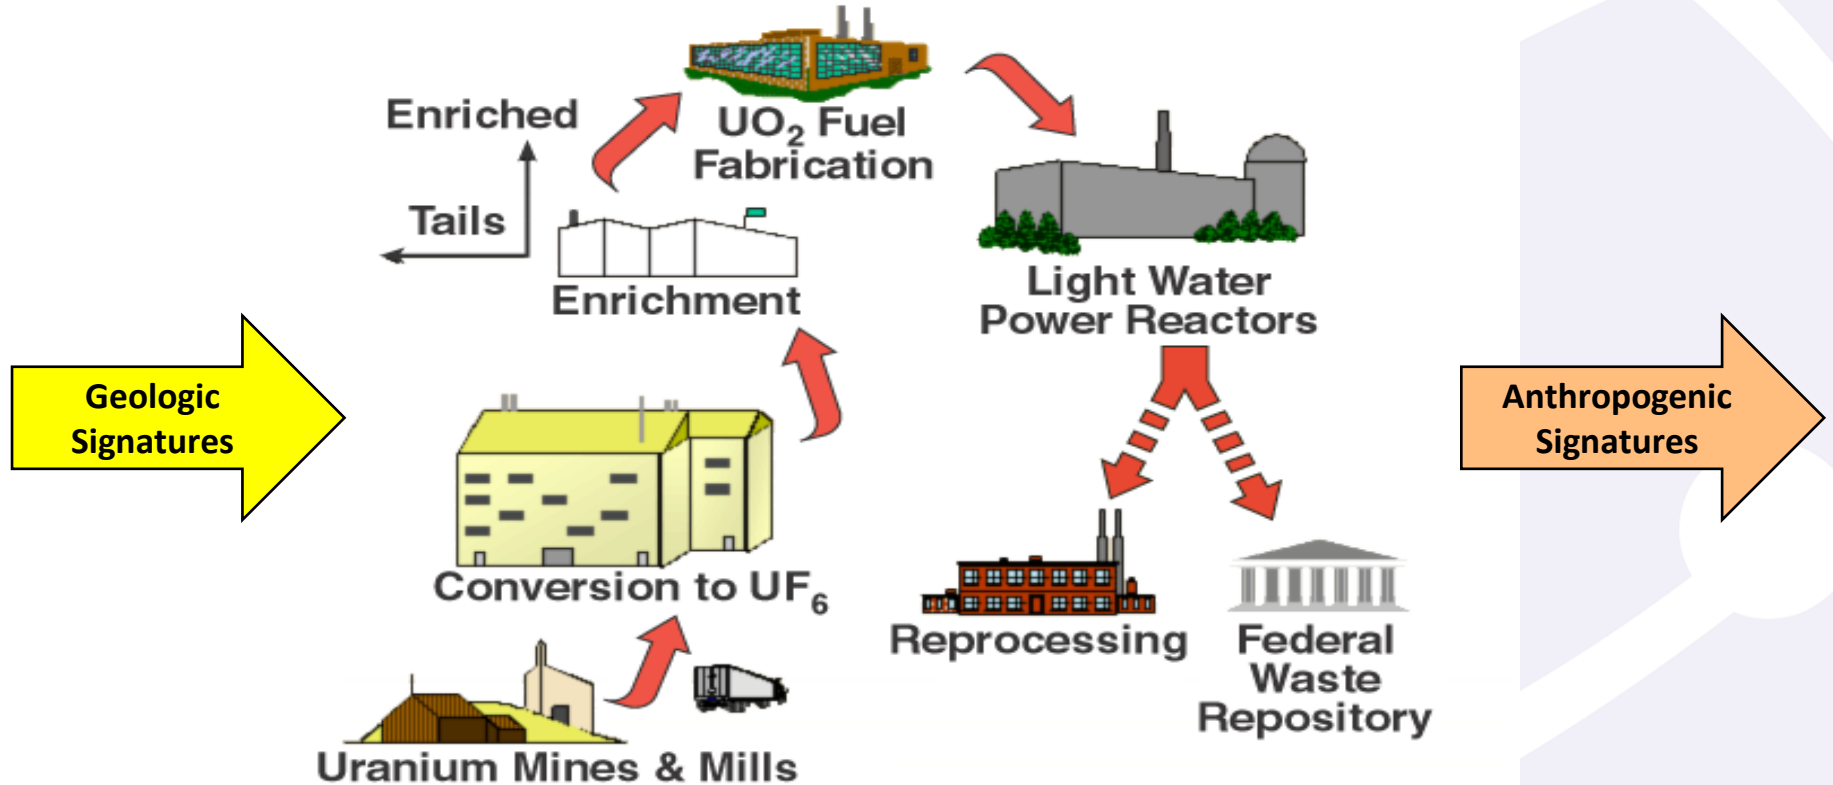 Geologic
Signatures
Enriched
Tails
UO₂ Fuel
Fabrication
Enrichment
Conversion to UF₆
Uranium Mines & Mills
Light Water
Power Reactors
Reprocessing
Federal
Waste
Repository
Anthropogenic
Signatures